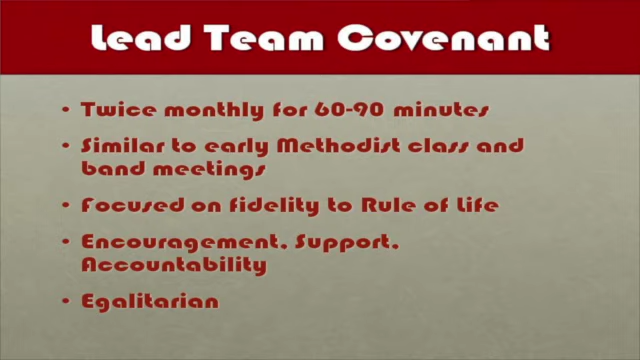 Lead Team Covenant
• Twice monthly for 60-90 minutes
• Similar to early Methodist class and
band meetings
• Focused on fidelity to Rule of Life
• Encouragement, Support,
Accountability
• Egalitarian